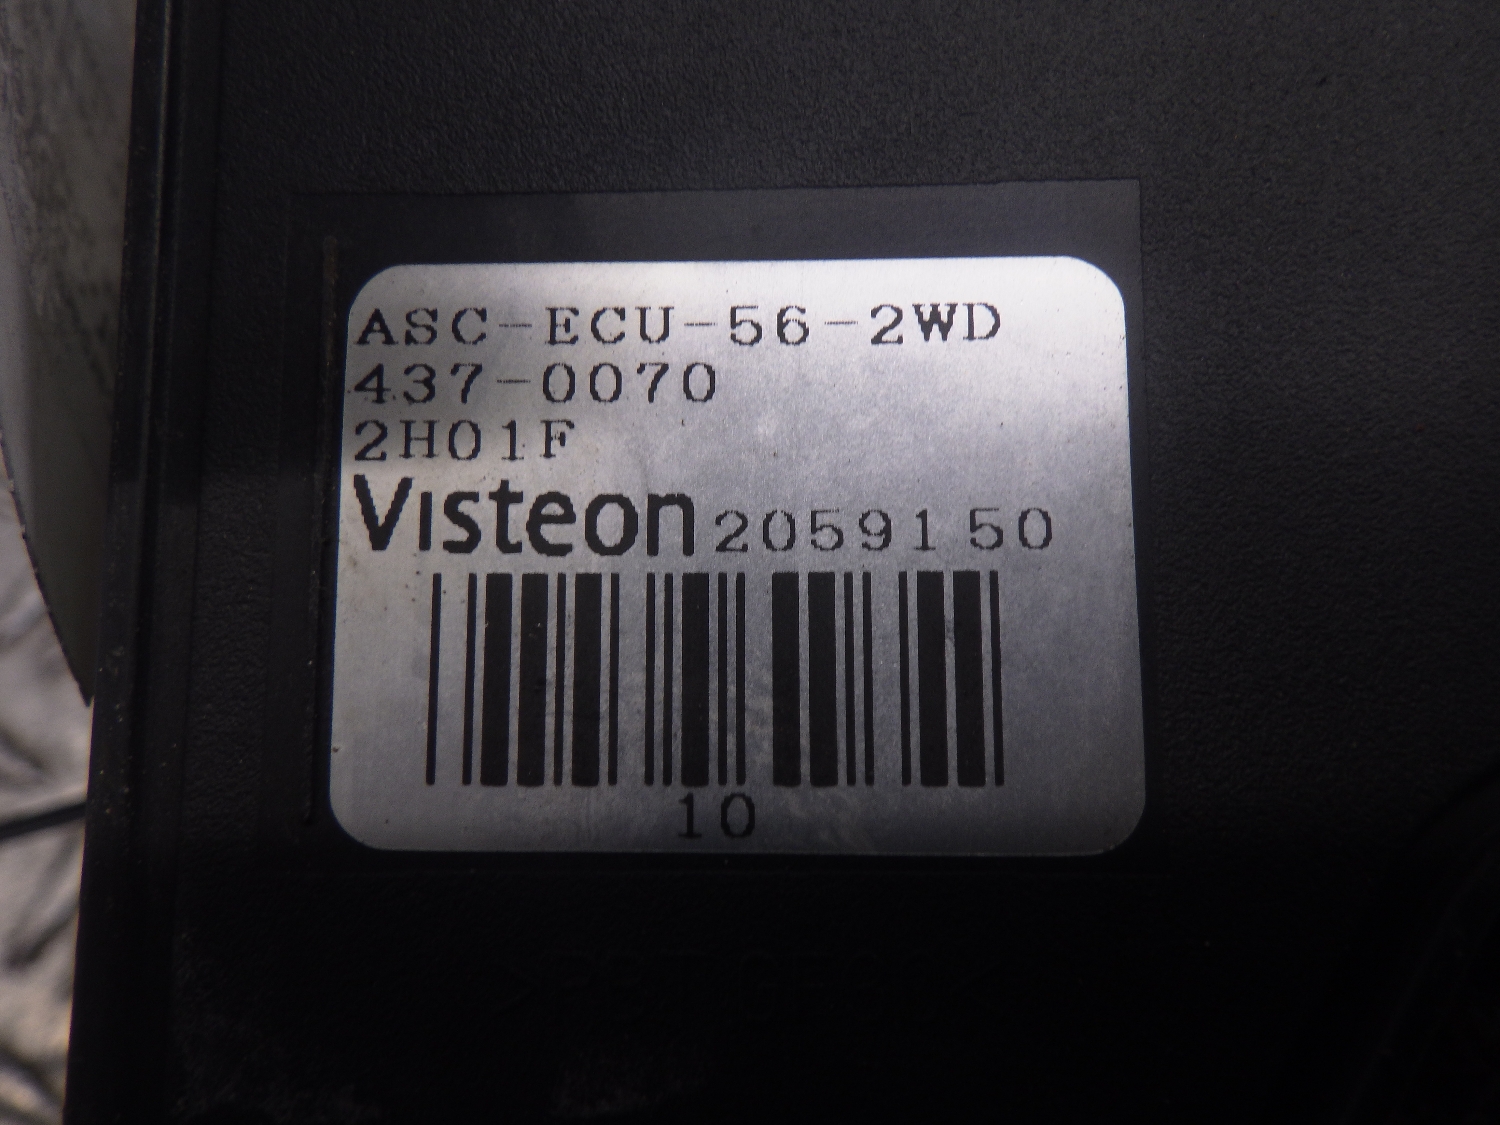 ASC-ECU-56-2WD
437-0070
2H01F
Visteon 2059150
10